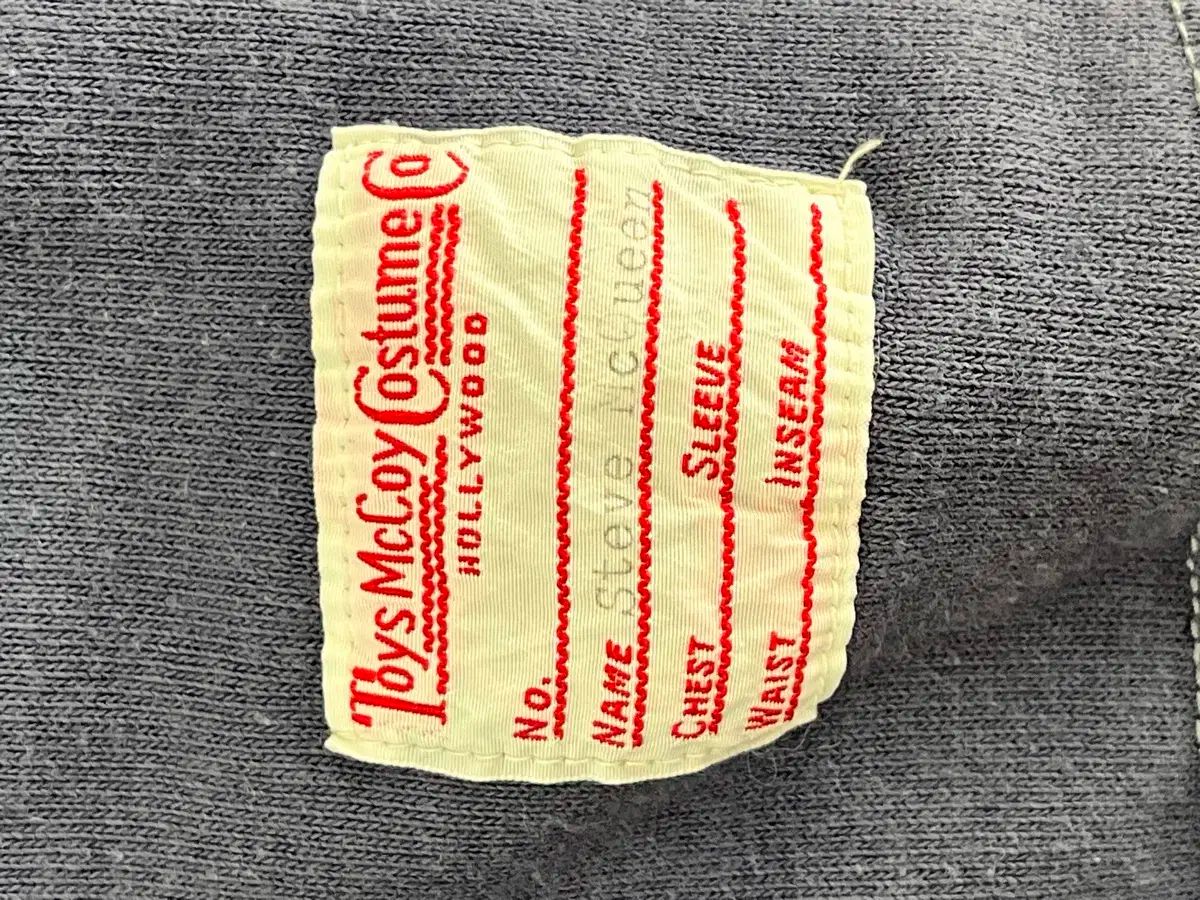 Toys McCoy Costume Co
HOLLYWOOD
No.
NAME Steve McQueen
CHEST SLEEVE
WAIST INSEAM